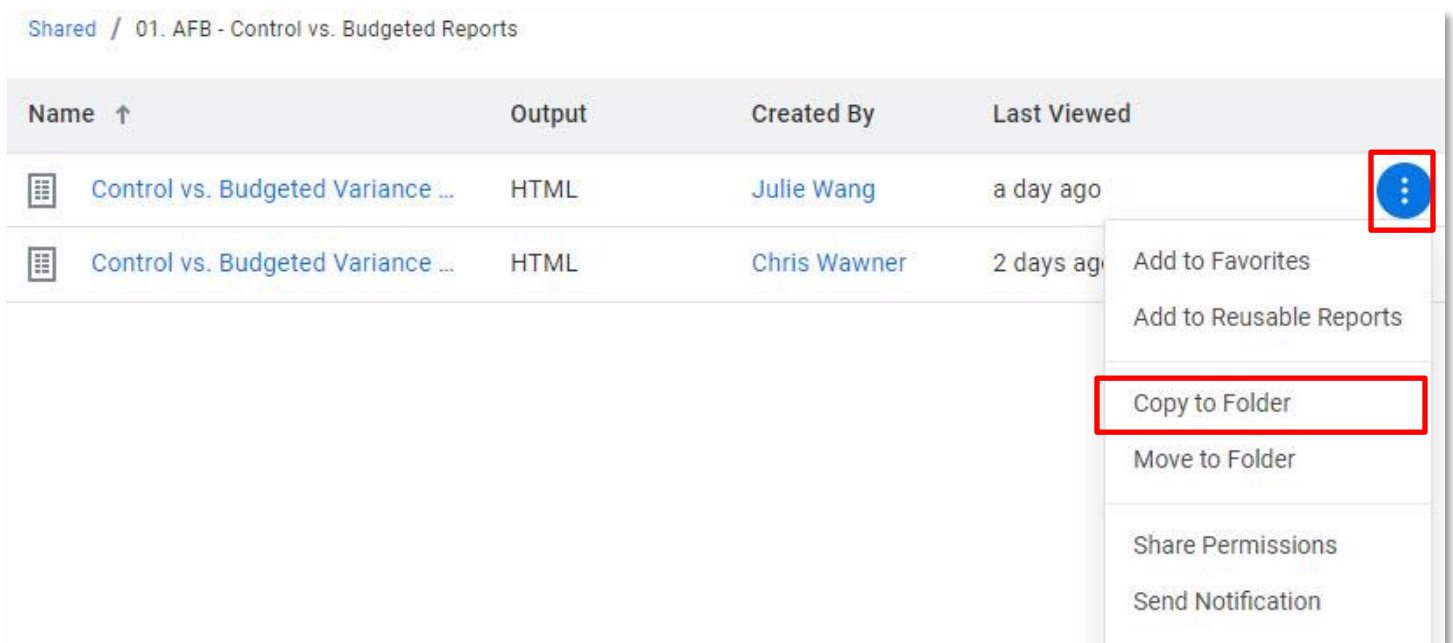 Shared / 01. AFB - Control vs. Budgeted Reports
Name ↑ Output Created By Last Viewed
Control vs. Budgeted Variance ... HTML Julie Wang a day ago
Control vs. Budgeted Variance ... HTML Chris Wawner 2 days ag
Add to Favorites
Add to Reusable Reports
Copy to Folder
Move to Folder
Share Permissions
Send Notification